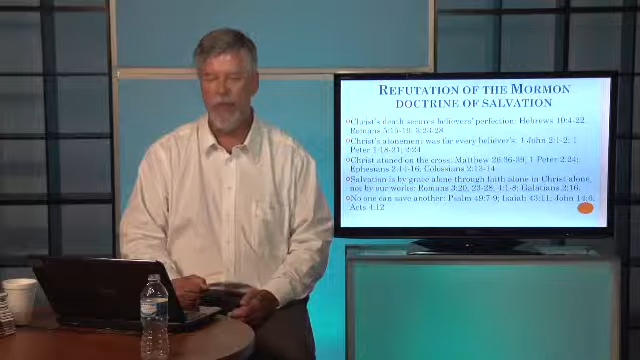 REFUTATION OF THE MORMON
DOCTRINE OF SALVATION
Christ's death secures believers' perfection: Hebrews 10:4-22
Romans 5:15-19, 3:23-28
Christ's atonement was for every believer's: 1 John 2:1-2; 1
Peter 1:18-21; 2:24
Christ atoned on the cross, Matthew 26:36-39, 1 Peter 2:24;
Ephesians 2:14-16; Colossians 2:13-14
Salvation is by grace alone through faith alone in Christ alone,
not by our works: Romans 3:20, 23-28, 4:1-8; Galatians 2:16.
No one can save another: Psalm 49:7-9; Isaiah 43:11; John 14:6;
Acts 4:12